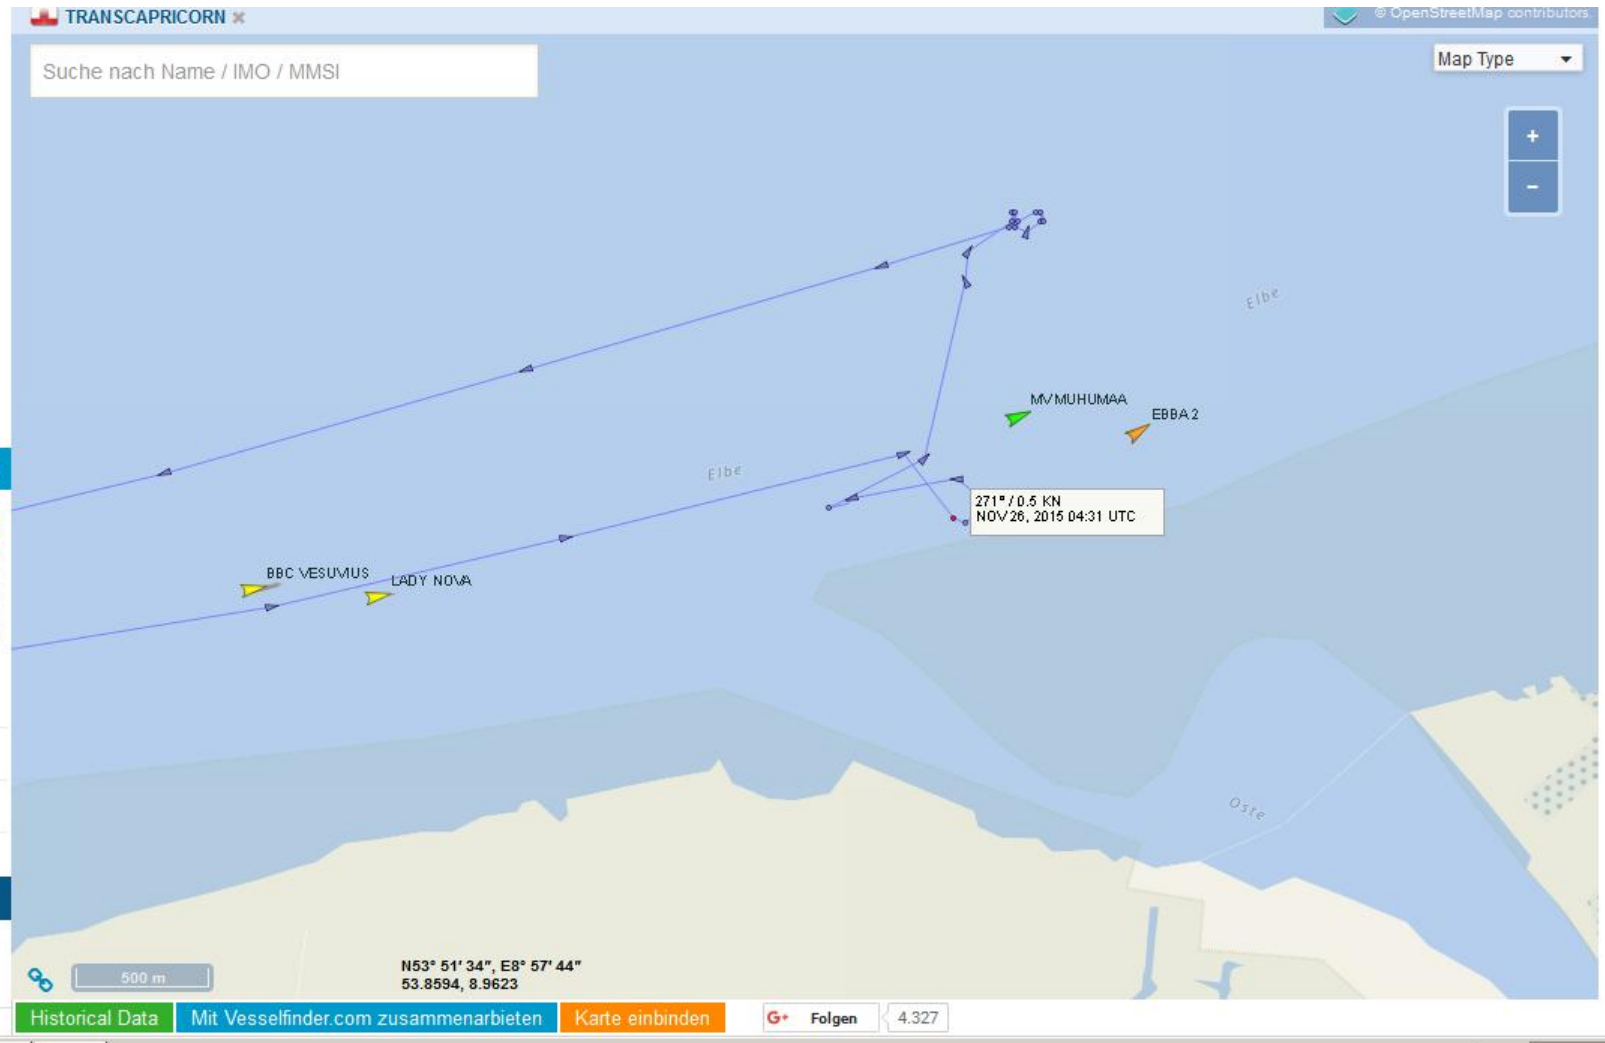 TRANSCAPRICORN
© OpenStreetMap contributors.
Suche nach Name / IMO / MMSI
Map Type
+
-
Elbe
MV MUHUMAA
EBBA 2
Elbe
271° / 0.5 KN
NOV 26, 2015 04:31 UTC
BBC VESUVIUS
LADY NOVA
Oste
500 m
N53° 51' 34", E8° 57' 44"
53.8594, 8.9623
Historical Data
Mit Vesselfinder.com zusammenarbeiten
Karte einbinden
G+ Folgen
4.327